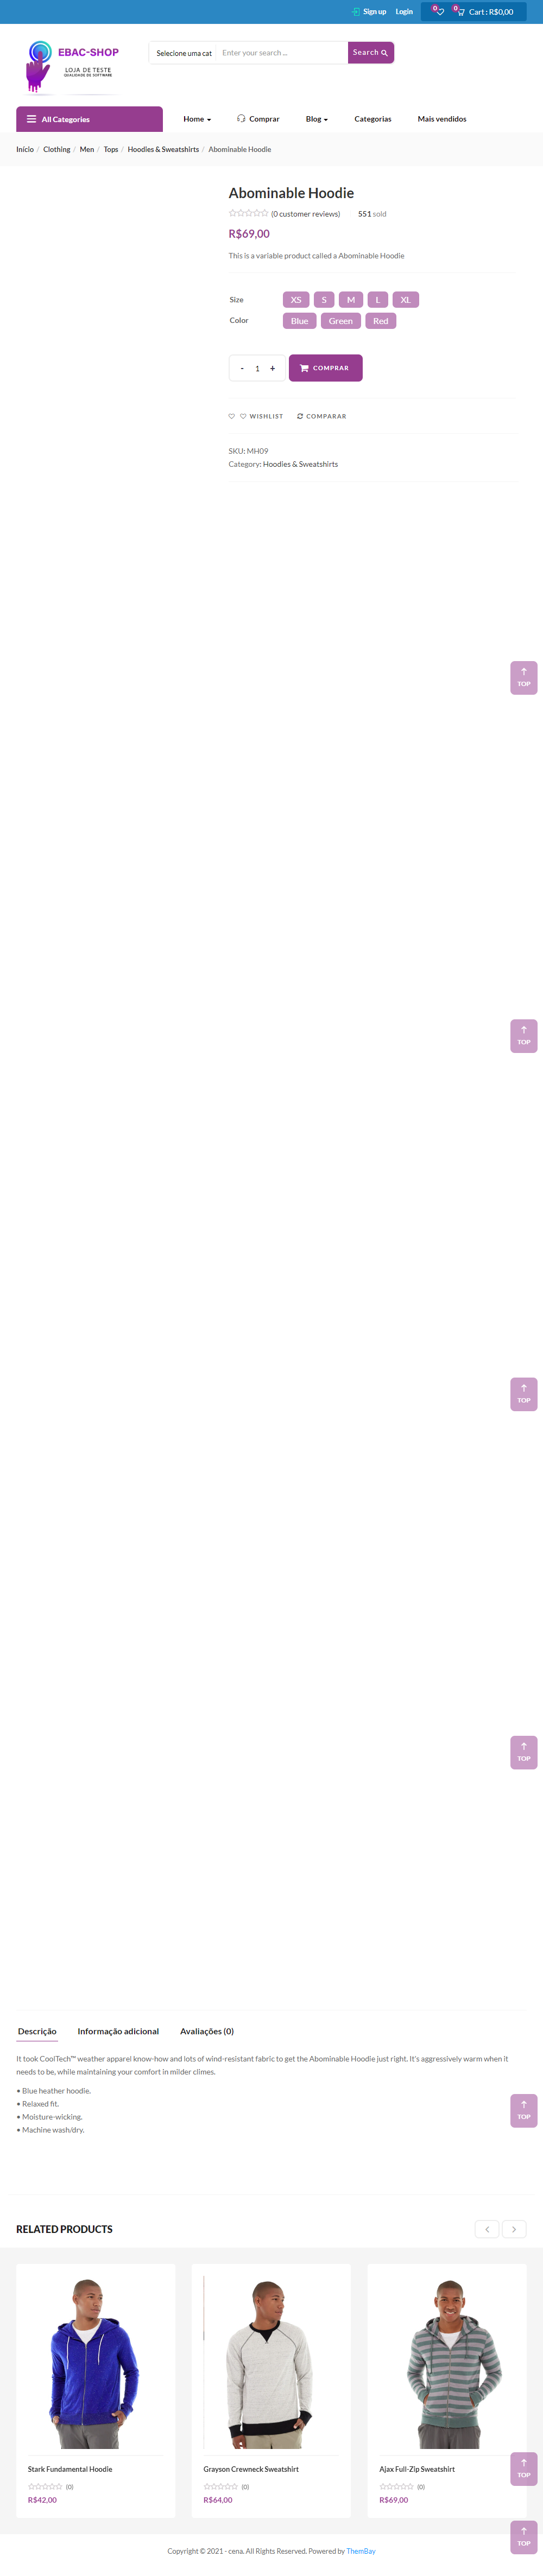 Sign up Login 0 0 Cart : R$0,00
EBAC-SHOP
LOJA DE TESTE
QUALIDADE DE SOFTWARE
Selecione uma cat Enter your search ... Search
All Categories Home Comprar Blog Categorias Mais vendidos
Início / Clothing / Men / Tops / Hoodies & Sweatshirts / Abominable Hoodie
Abominable Hoodie
(0 customer reviews) 551 sold
R$69,00
This is a variable product called a Abominable Hoodie
Size XS S M L XL
Color Blue Green Red
- 1 + COMPRAR
WISHLIST COMPARAR
SKU: MH09
Category: Hoodies & Sweatshirts
TOP
TOP
TOP
TOP
Descrição Informação adicional Avaliações (0)
It took CoolTech™ weather apparel know-how and lots of wind-resistant fabric to get the Abominable Hoodie just right. It's aggressively warm when it
needs to be, while maintaining your comfort in milder climes.
• Blue heather hoodie.
• Relaxed fit.
• Moisture-wicking.
• Machine wash/dry.
TOP
RELATED PRODUCTS
Stark Fundamental Hoodie
(0)
R$42,00
Grayson Crewneck Sweatshirt
(0)
R$64,00
Ajax Full-Zip Sweatshirt
(0)
R$69,00
TOP
TOP
Copyright © 2021 - cena. All Rights Reserved. Powered by ThemBay